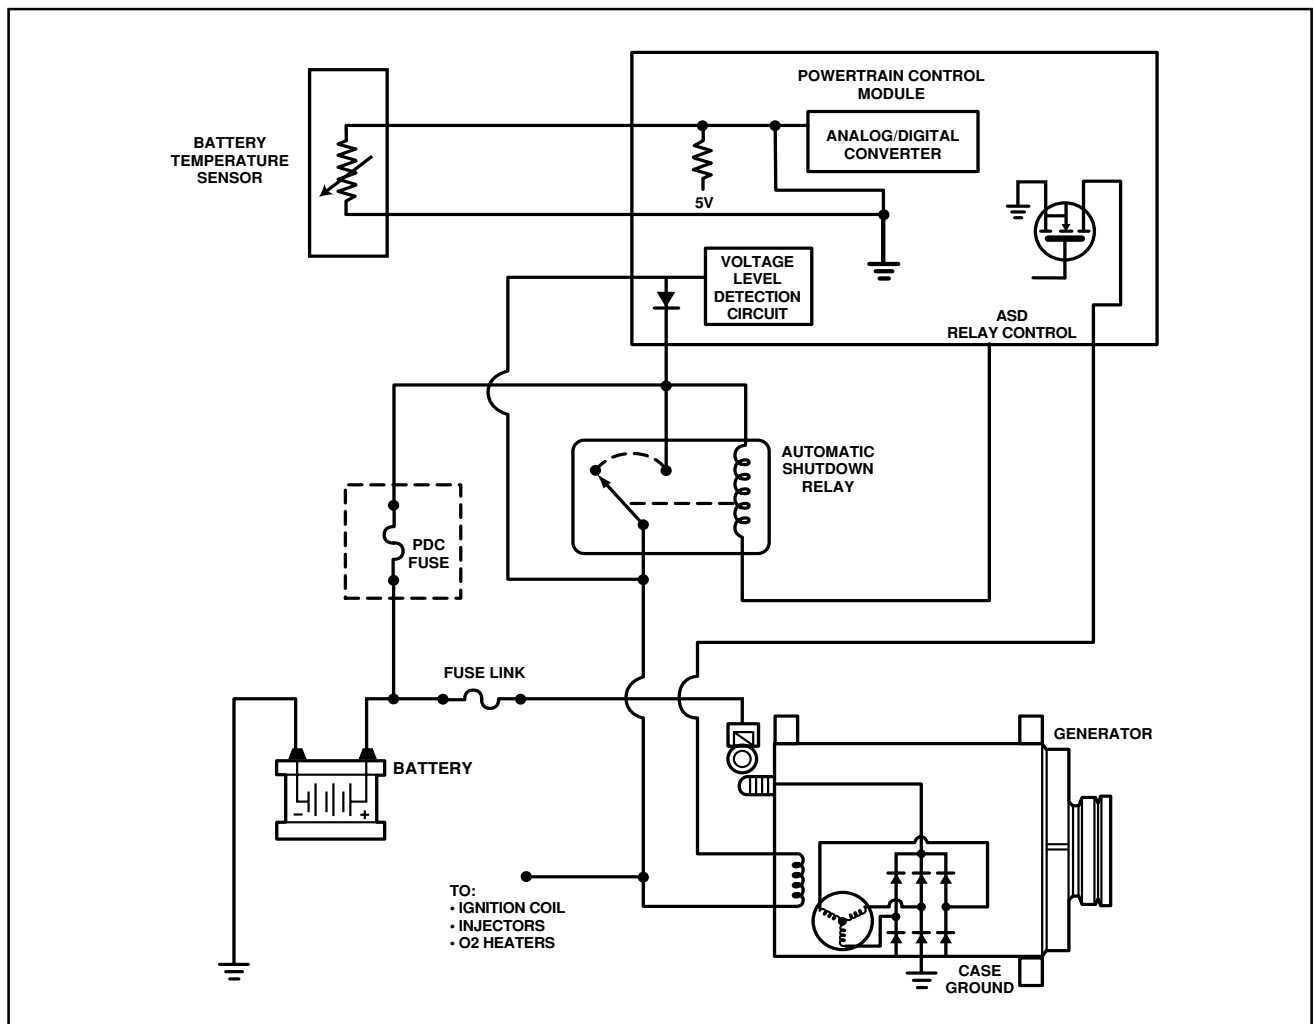 POWERTRAIN CONTROL
MODULE
BATTERY
TEMPERATURE
SENSOR
ANALOG/DIGITAL
CONVERTER
5V
VOLTAGE
LEVEL
DETECTION
CIRCUIT
ASD
RELAY CONTROL
AUTOMATIC
SHUTDOWN
RELAY
PDC
FUSE
FUSE LINK
GENERATOR
BATTERY
– +
TO:
• IGNITION COIL
• INJECTORS
• O2 HEATERS
CASE
GROUND